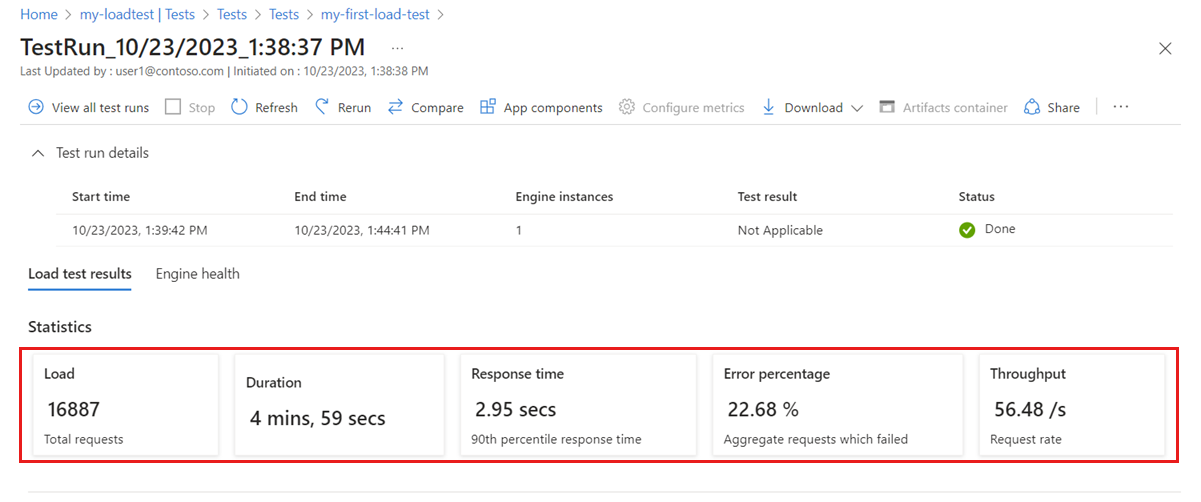 Home > my-loadtest | Tests > Tests > Tests > my-first-load-test >
TestRun_10/23/2023_1:38:37 PM ...
Last Updated by : user1@contoso.com | Initiated on : 10/23/2023, 1:38:38 PM
View all test runs Stop Refresh Rerun Compare App components Configure metrics Download Artifacts container Share ...
Test run details
Start time End time Engine instances Test result Status
10/23/2023, 1:39:42 PM 10/23/2023, 1:44:41 PM 1 Not Applicable Done
Load test results Engine health
Statistics
Load Duration Response time Error percentage Throughput
16887 4 mins, 59 secs 2.95 secs 22.68 % 56.48 /s
Total requests 90th percentile response time Aggregate requests which failed Request rate